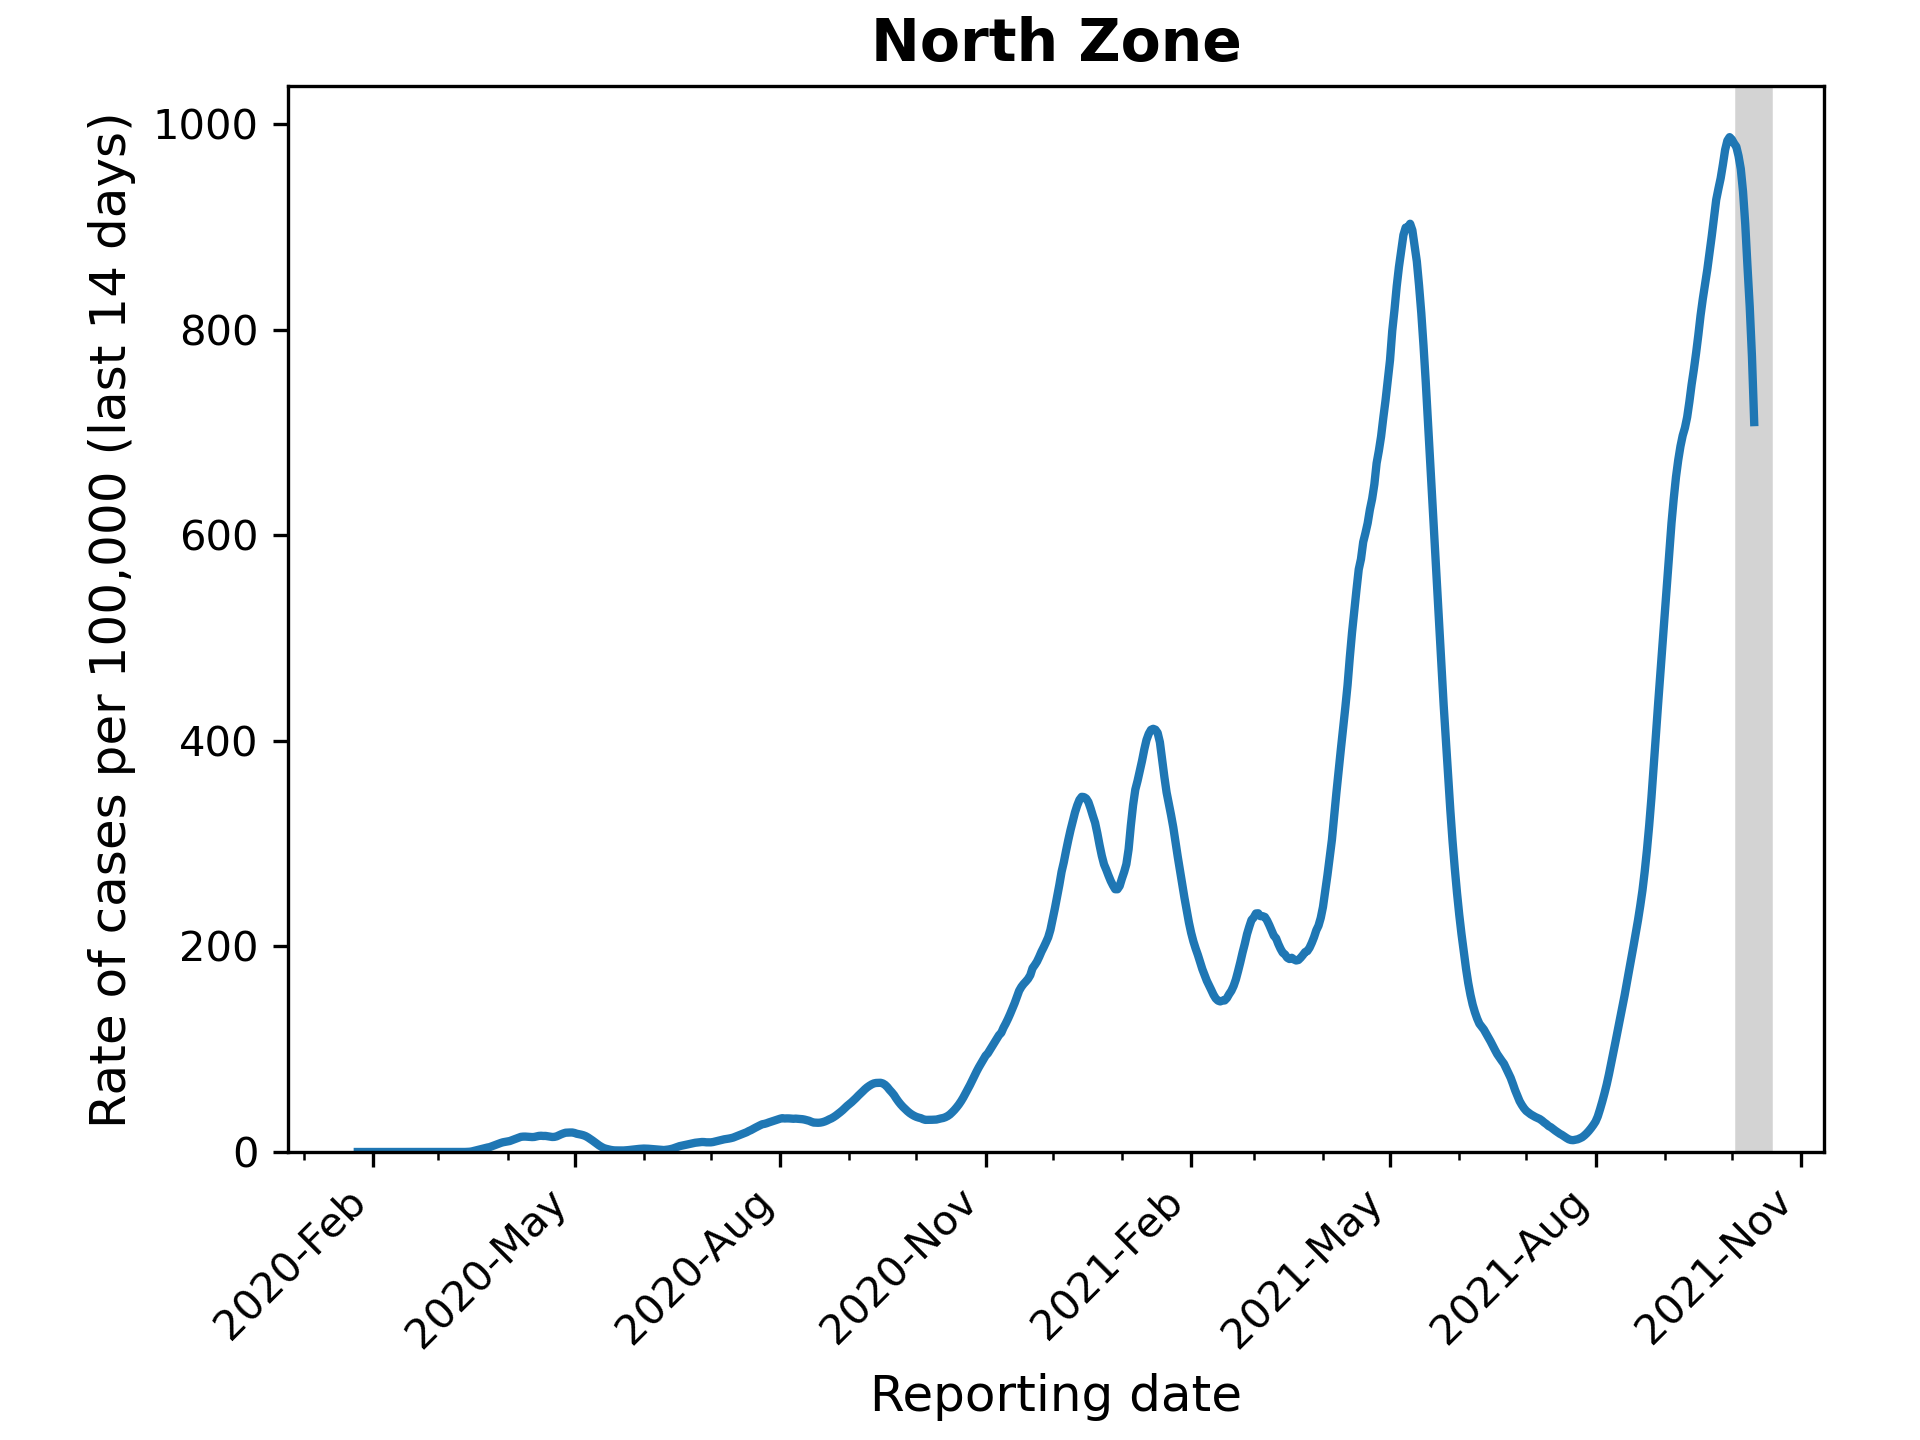 North Zone
Rate of cases per 100,000 (last 14 days)
1000
800
600
400
200
0
2020-Feb
2020-May
2020-Aug
2020-Nov
2021-Feb
2021-May
2021-Aug
2021-Nov
Reporting date